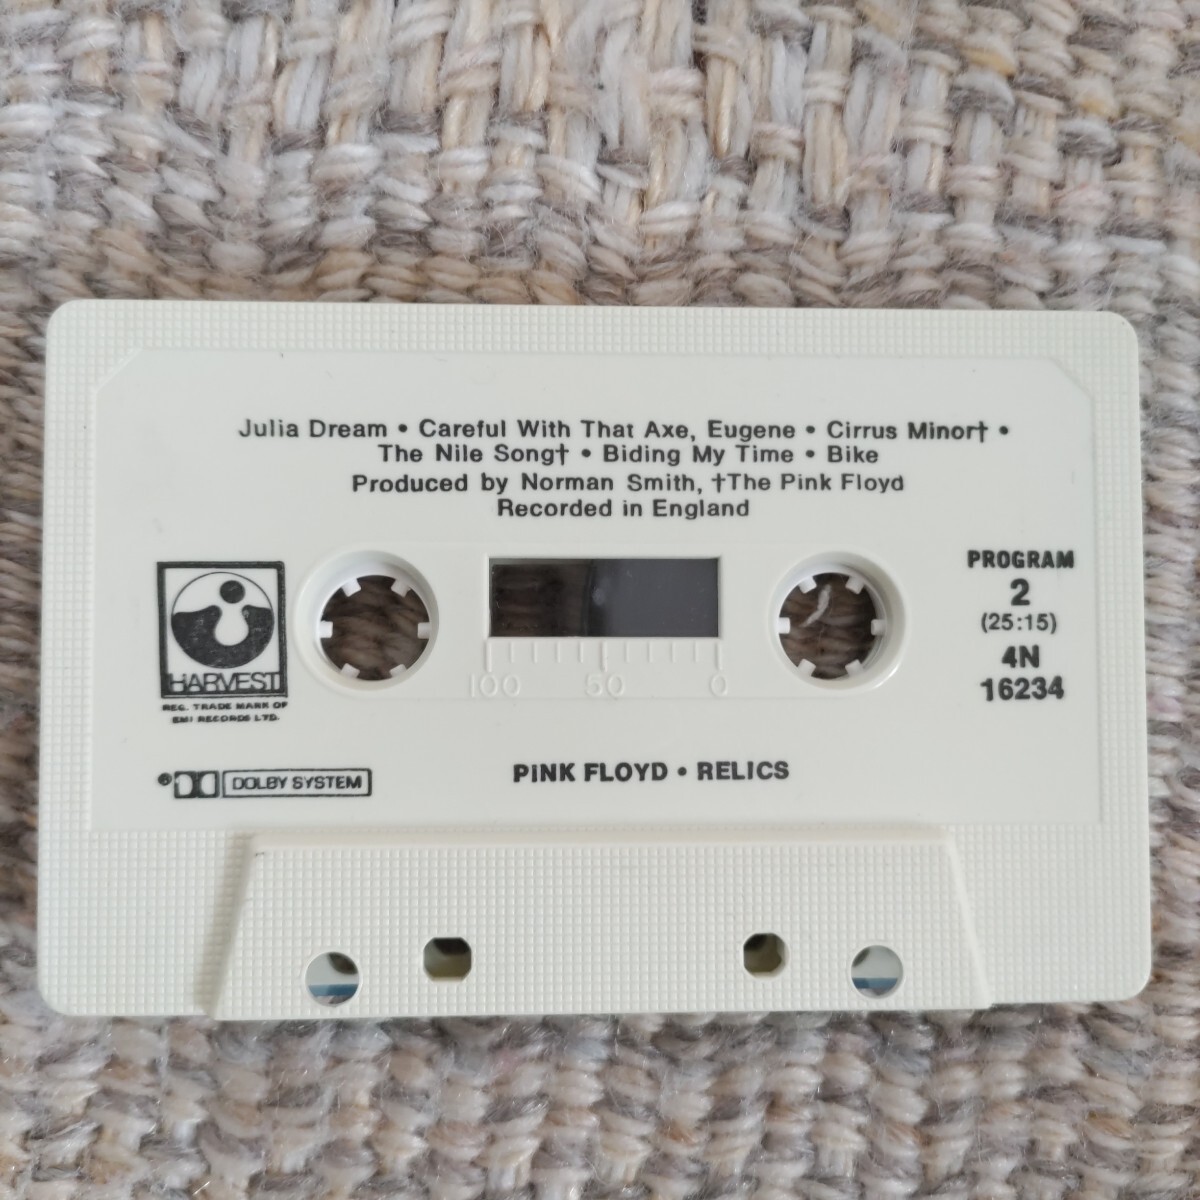 Julia Dream • Careful With That Axe, Eugene • Cirrus Minor† •
The Nile Song† • Biding My Time • Bike
Produced by Norman Smith, †The Pink Floyd
Recorded in England
HARVEST
REG. TRADE MARK OF
EMI RECORDS LTD.
100 50 0
PROGRAM
2
(25:15)
4N
16234
DOLBY SYSTEM
PINK FLOYD • RELICS